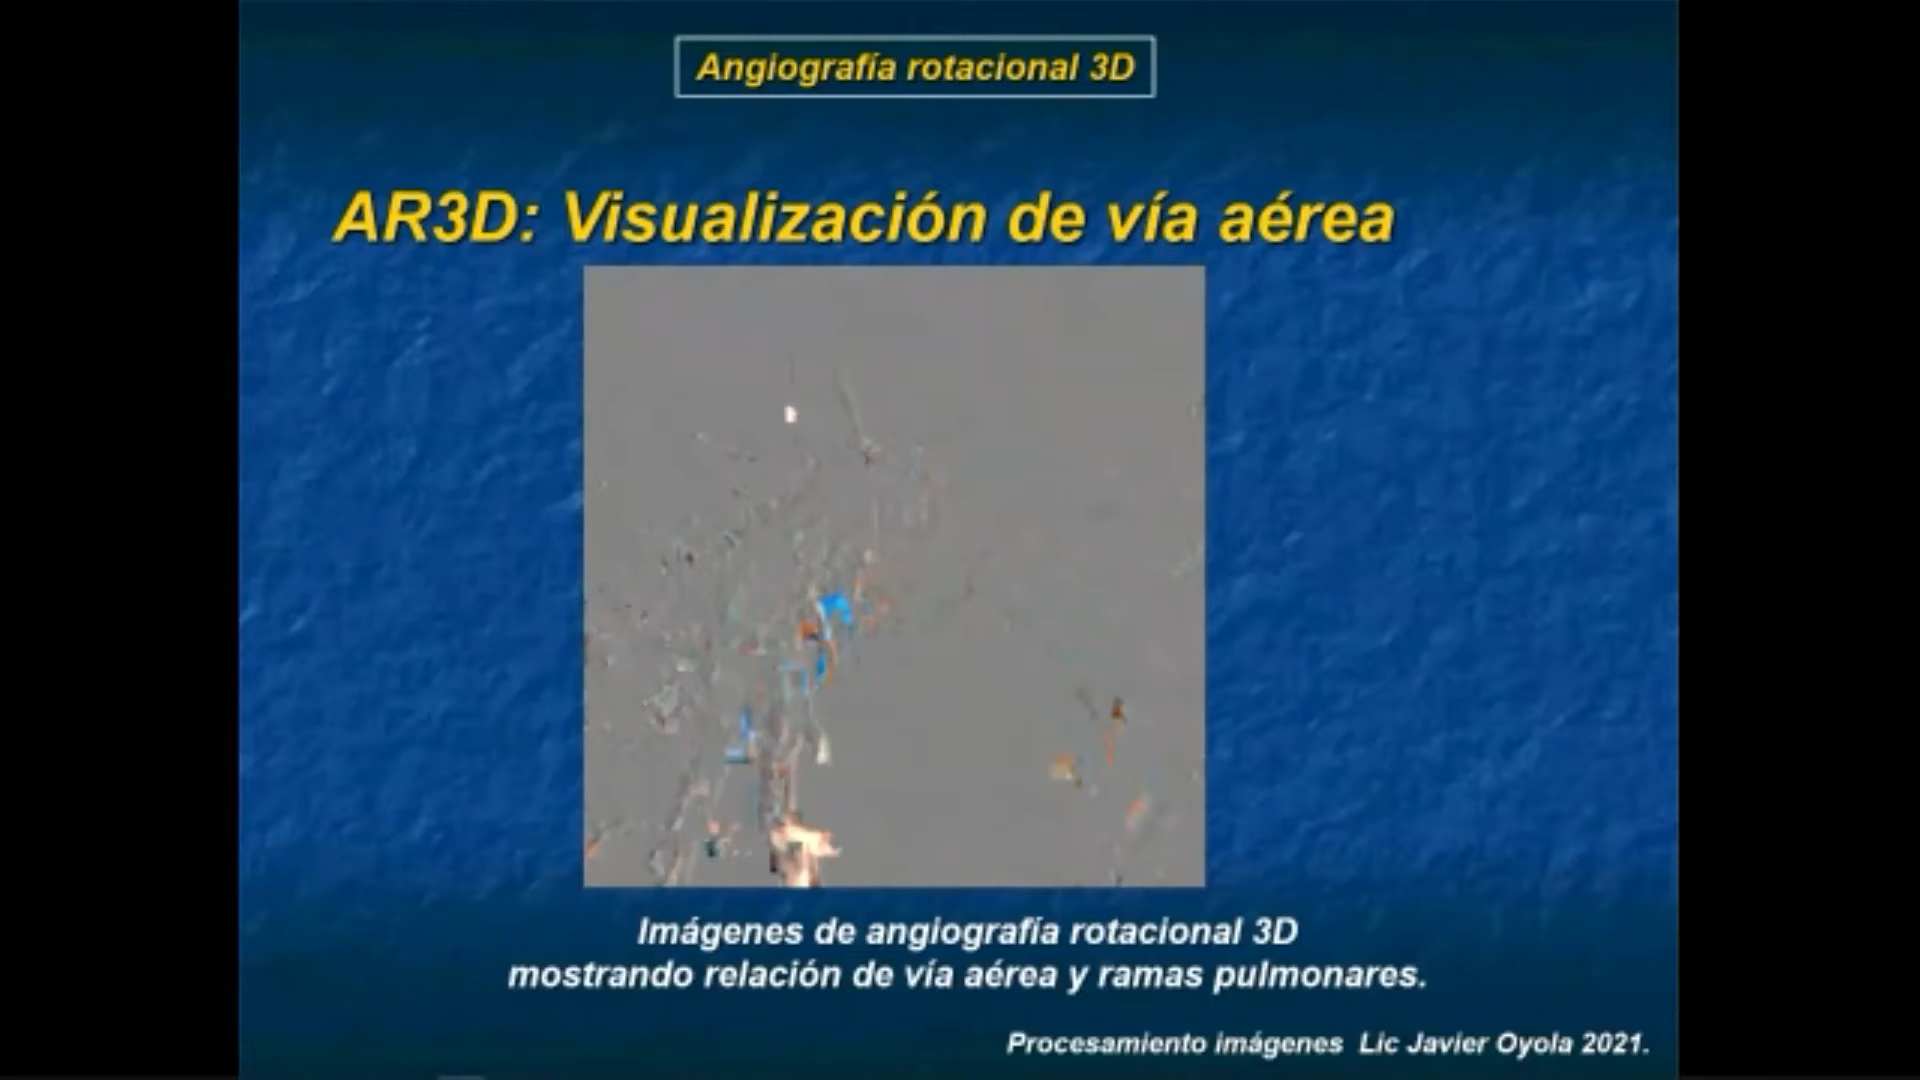 Angiografía rotacional 3D
AR3D: Visualización de vía aérea
Imágenes de angiografía rotacional 3D
mostrando relación de vía aérea y ramas pulmonares.
Procesamiento imágenes Lic Javier Oyola 2021.